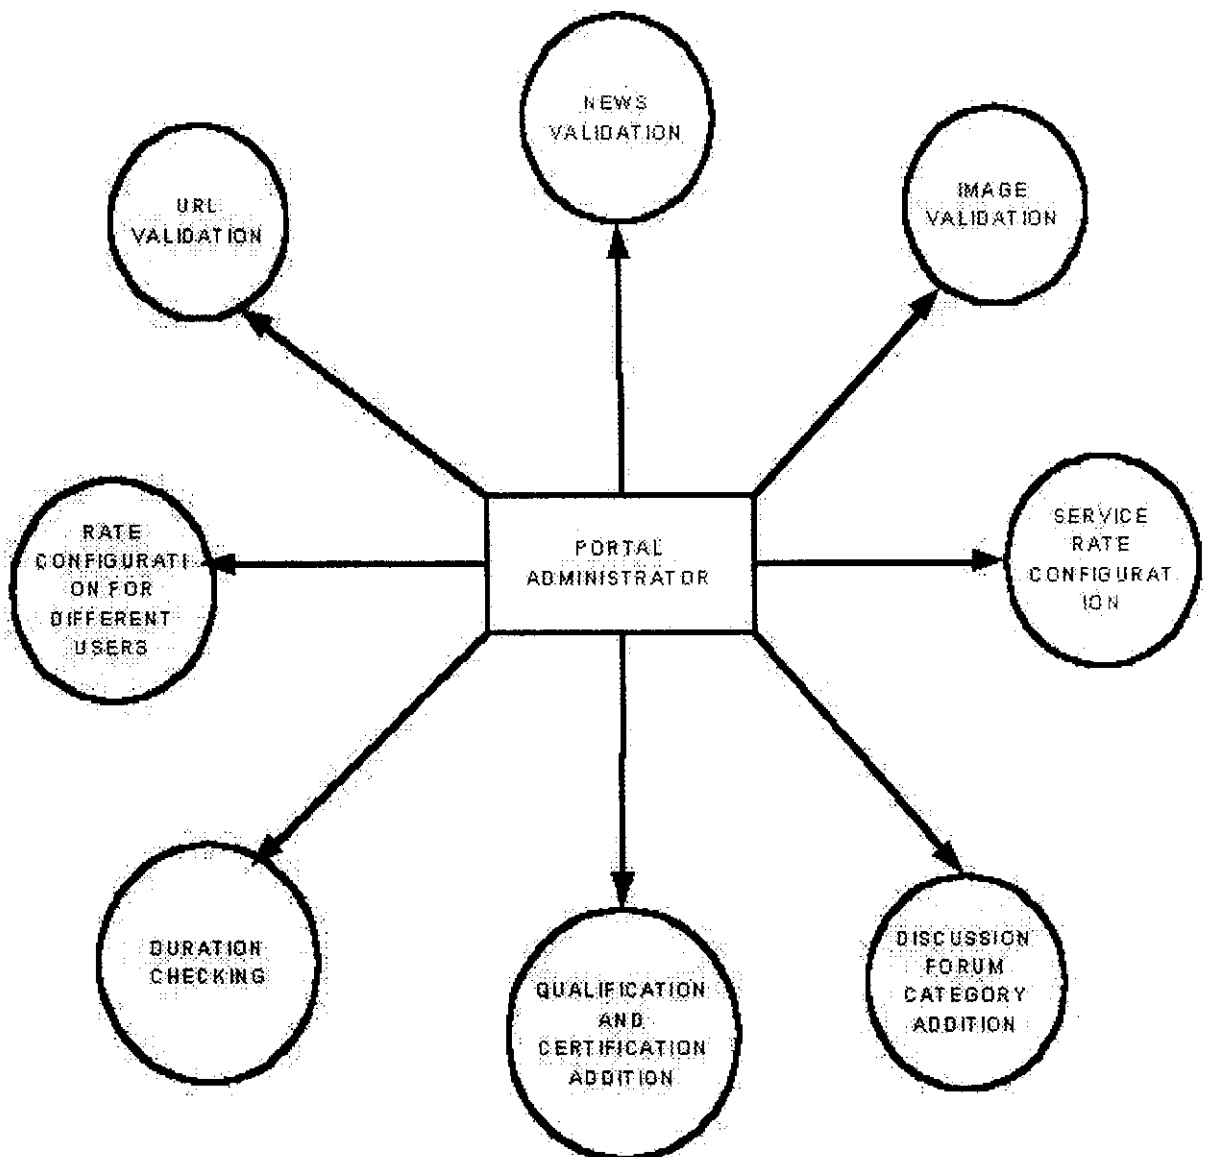 NEWS
VALIDATION
URL
VALIDATION
IMAGE
VALIDATION
RATE
CONFIGURATI
ON FOR
DIFFERENT
USERS
PORTAL
ADMINISTRATOR
SERVICE
RATE
CONFIGURAT
ION
DURATION
CHECKING
QUALIFICATION
AND
CERTIFICATION
ADDITION
DISCUSSION
FORUM
CATEGORY
ADDITION